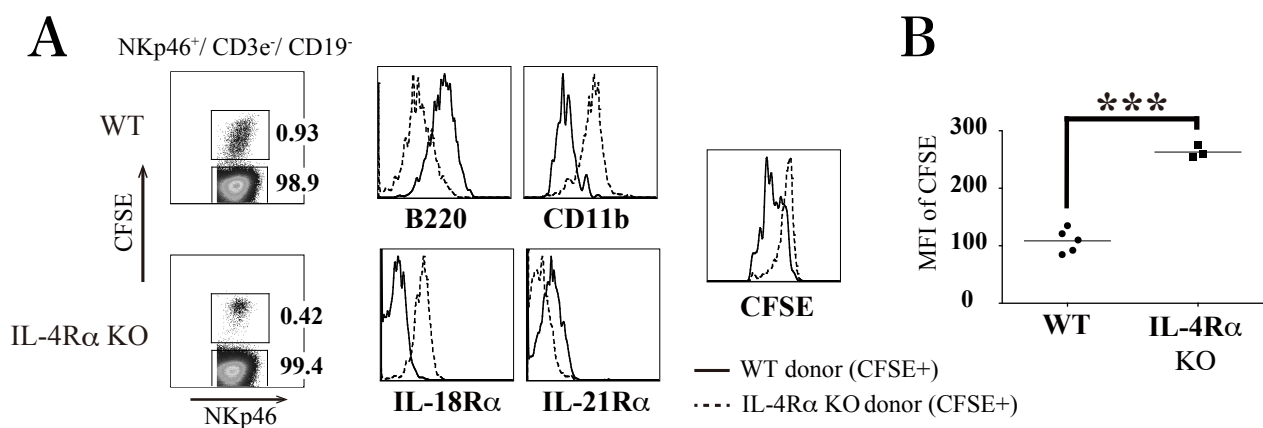 A
NKp46⁺/ CD3e⁻/ CD19⁻
WT
0.93
98.9
CFSE
IL-4Rα KO
0.42
99.4
NKp46
B220
CD11b
IL-18Rα
IL-21Rα
CFSE
WT donor (CFSE+)
IL-4Rα KO donor (CFSE+)
B
***
MFI of CFSE
300
200
100
0
WT
IL-4Rα
KO